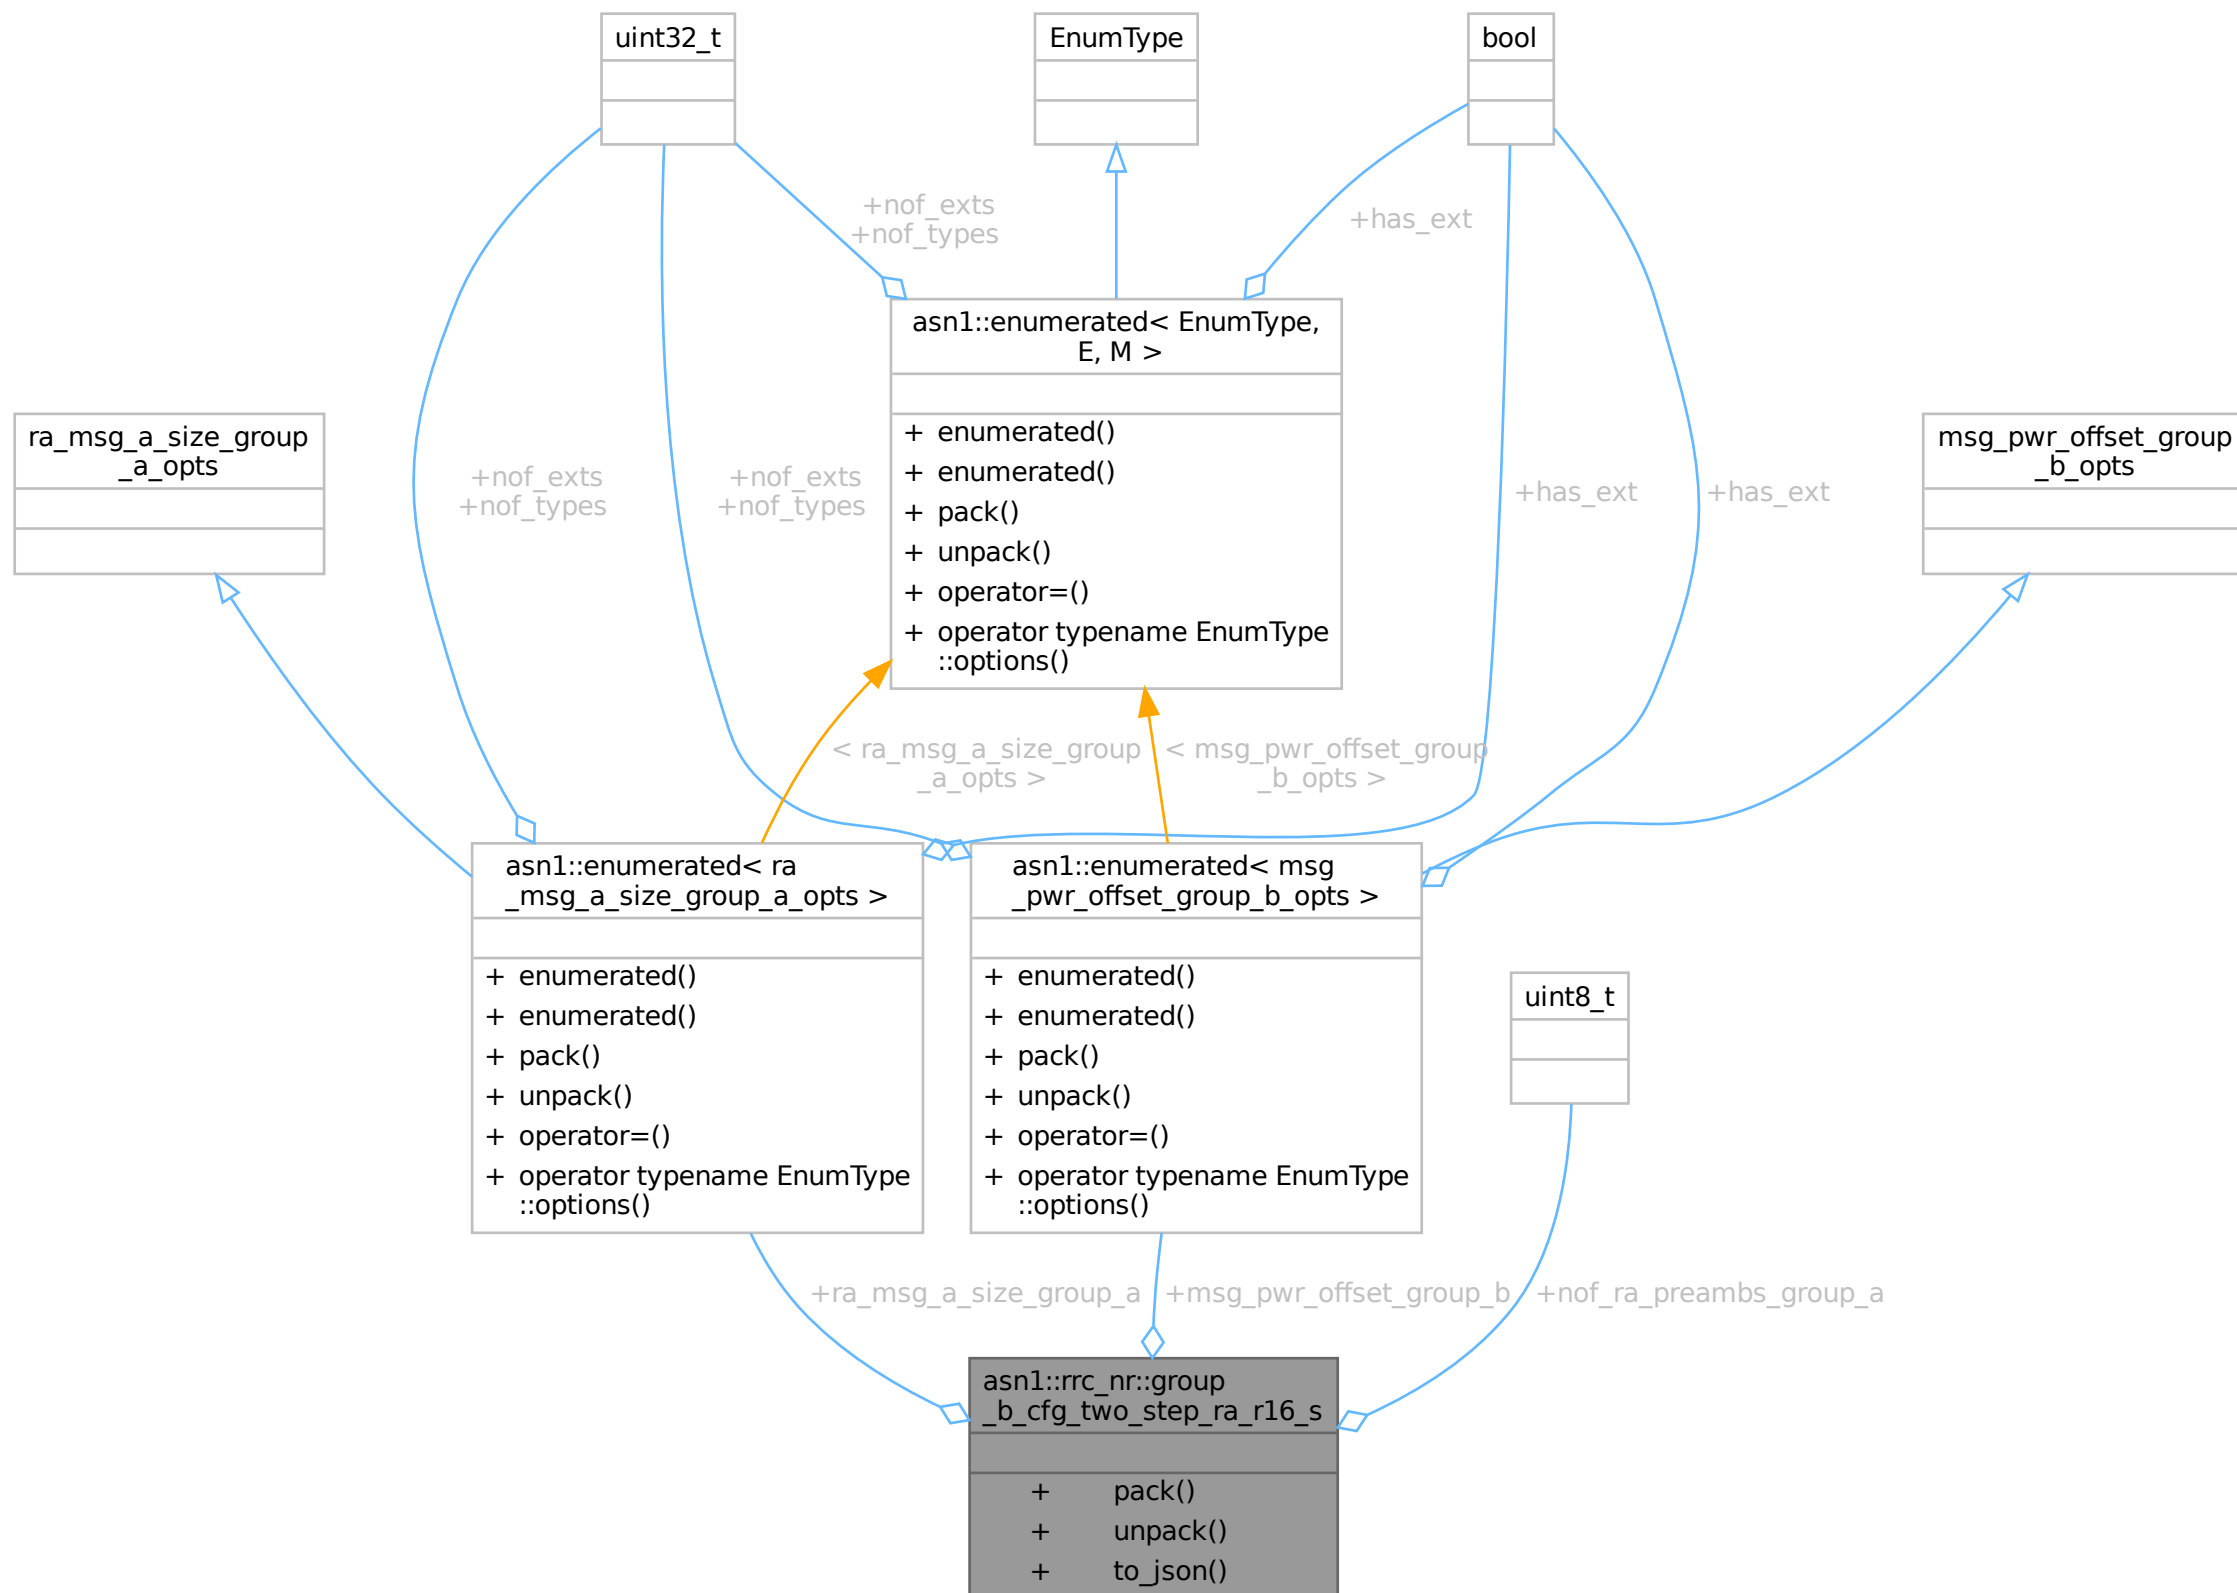 uint32_t
EnumType
bool
+nof_exts
+nof_types
+has_ext
asn1::enumerated< EnumType,
E, M >
+ enumerated()
+ enumerated()
+ pack()
+ unpack()
+ operator=()
+ operator typename EnumType
::options()
ra_msg_a_size_group
_a_opts
msg_pwr_offset_group
_b_opts
+nof_exts
+nof_types
+nof_exts
+nof_types
+has_ext
+has_ext
< ra_msg_a_size_group
_a_opts >
< msg_pwr_offset_group
_b_opts >
asn1::enumerated< ra
_msg_a_size_group_a_opts >
+ enumerated()
+ enumerated()
+ pack()
+ unpack()
+ operator=()
+ operator typename EnumType
::options()
asn1::enumerated< msg
_pwr_offset_group_b_opts >
+ enumerated()
+ enumerated()
+ pack()
+ unpack()
+ operator=()
+ operator typename EnumType
::options()
uint8_t
+ra_msg_a_size_group_a
+msg_pwr_offset_group_b
+nof_ra_preambs_group_a
asn1::rrc_nr::group
_b_cfg_two_step_ra_r16_s
+ pack()
+ unpack()
+ to_json()